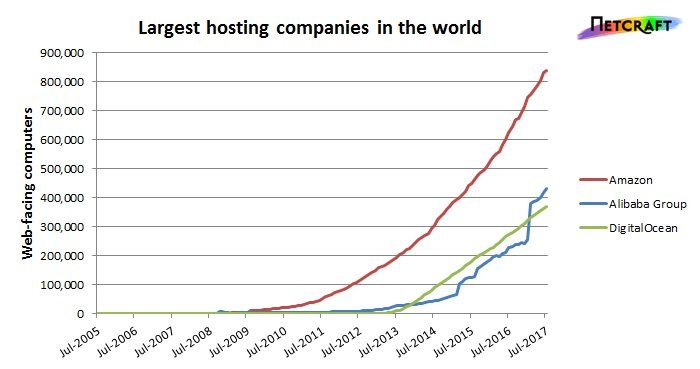 Largest hosting companies in the world
NETCRAFT
Web-facing computers
900,000
800,000
700,000
600,000
500,000
400,000
300,000
200,000
100,000
0
Jul-2005
Jul-2006
Jul-2007
Jul-2008
Jul-2009
Jul-2010
Jul-2011
Jul-2012
Jul-2013
Jul-2014
Jul-2015
Jul-2016
Jul-2017
Amazon
Alibaba Group
DigitalOcean